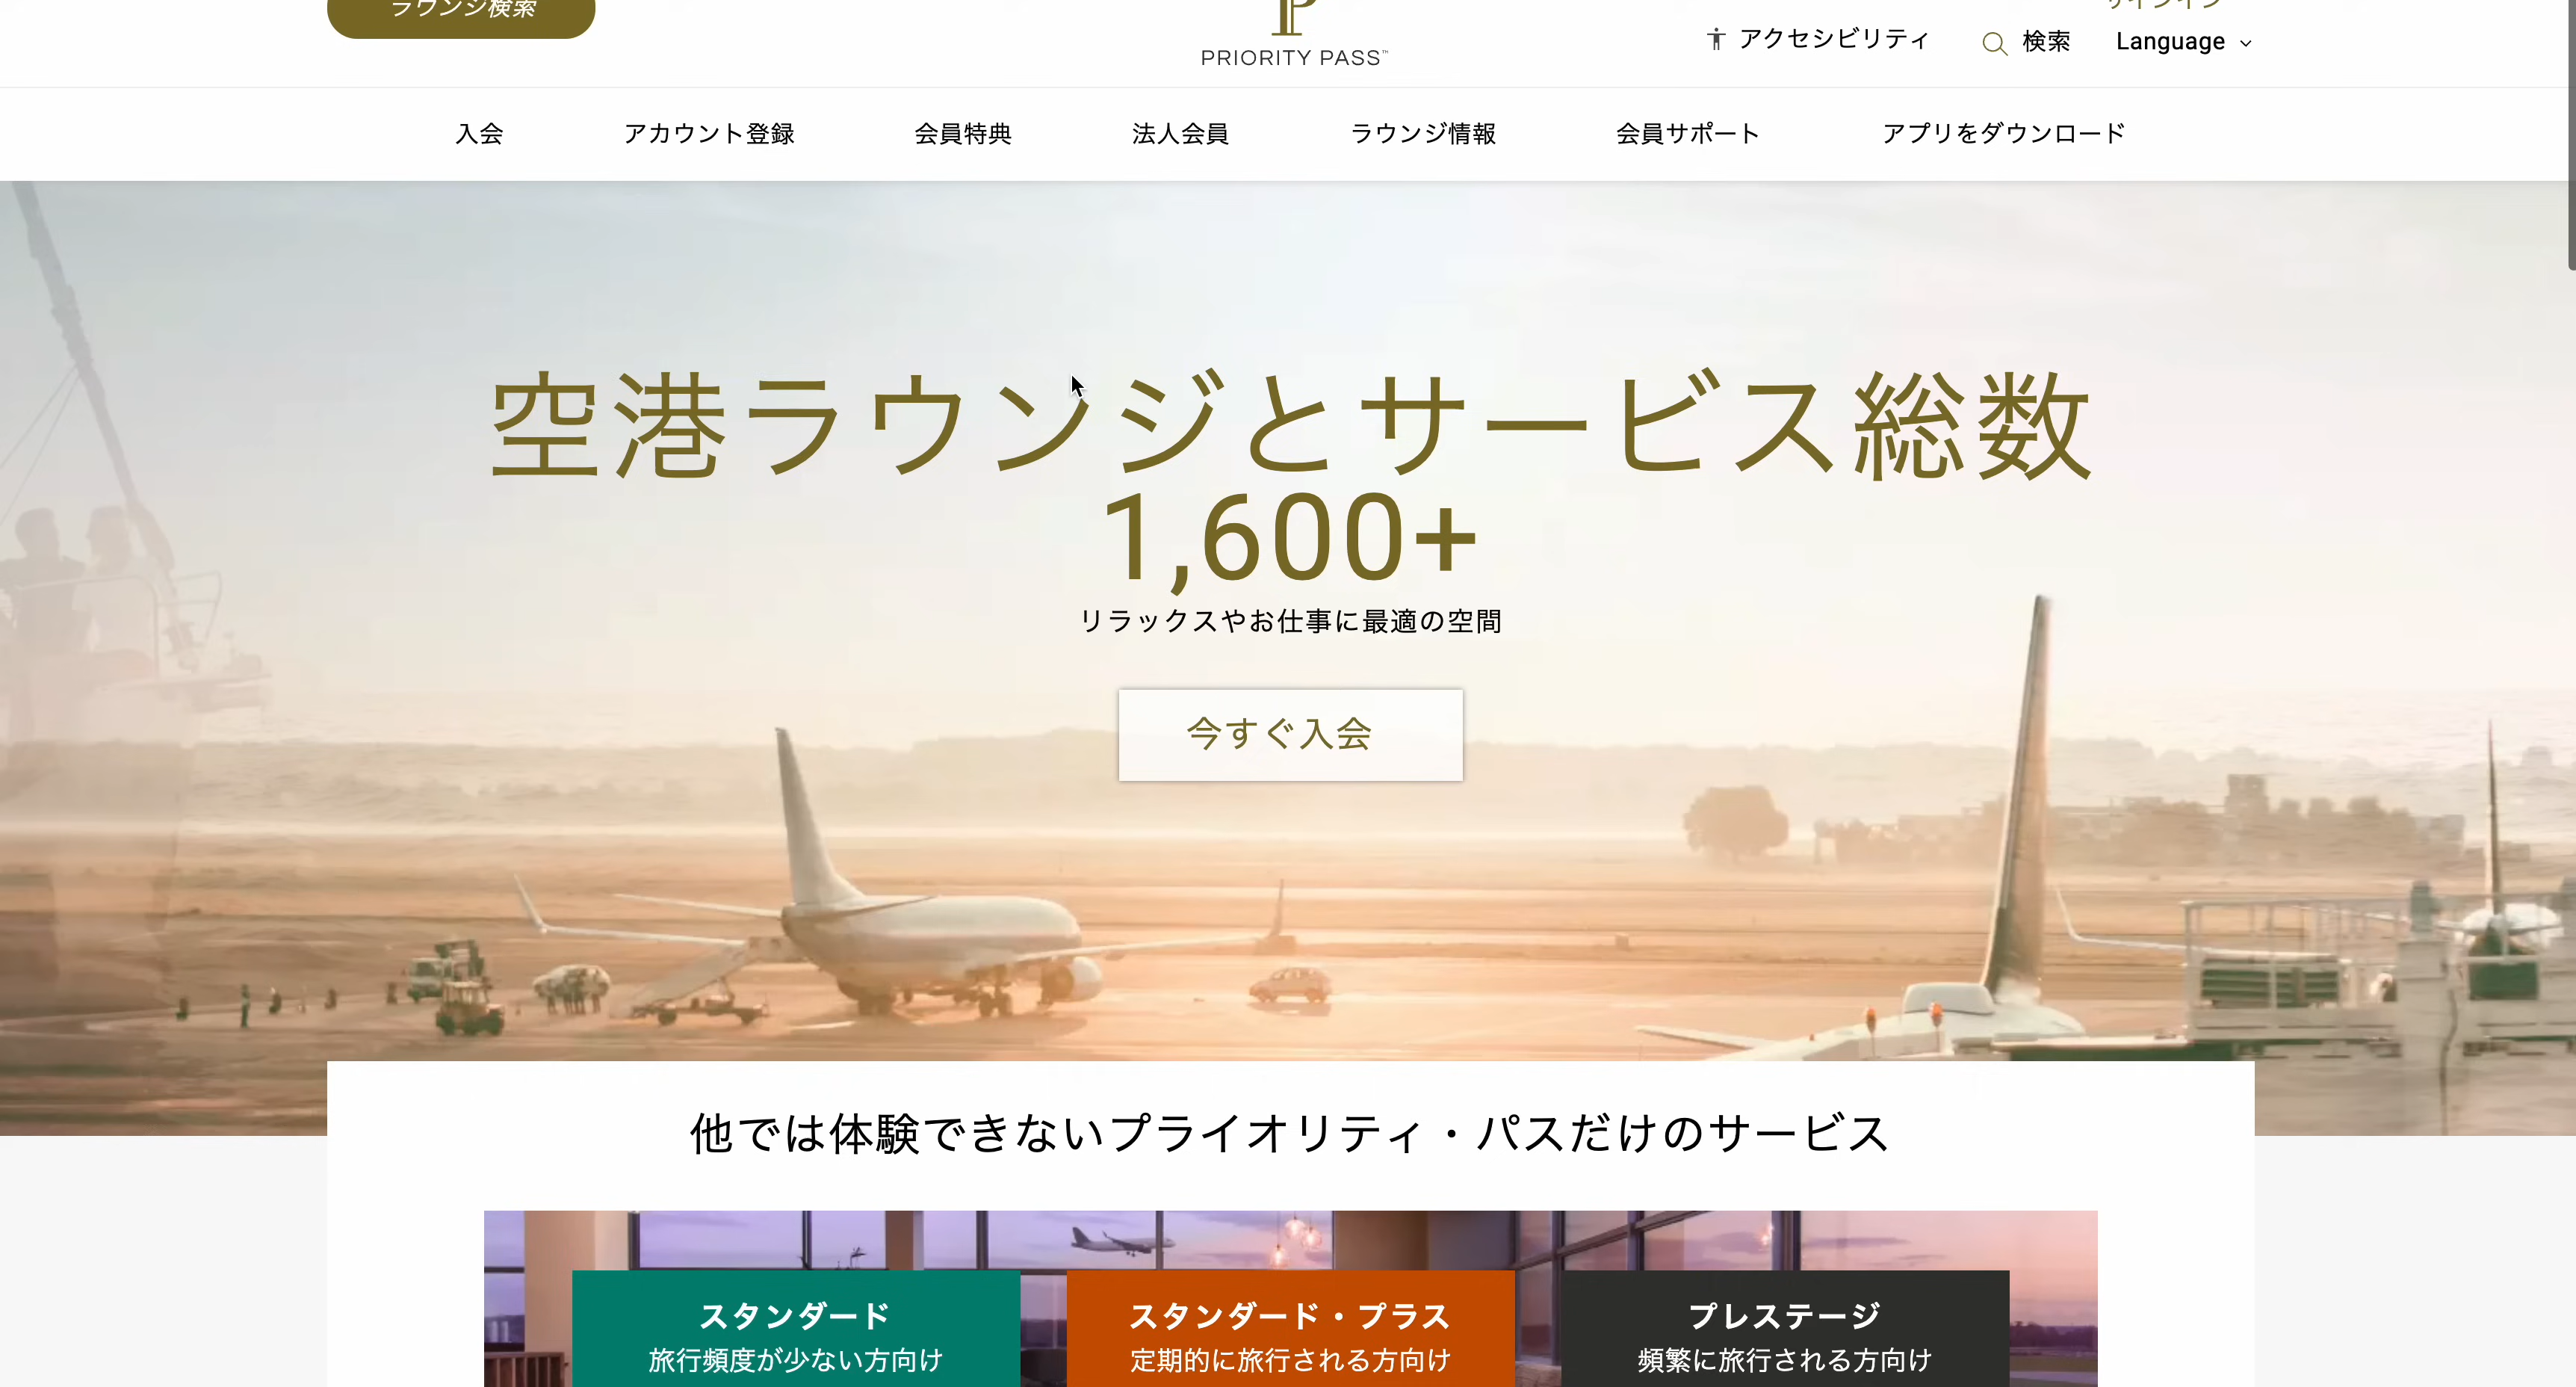 ラウンジ検索
サインイン
PRIORITY PASS™
アクセシビリティ
検索
Language
入会
アカウント登録
会員特典
法人会員
ラウンジ情報
会員サポート
アプリをダウンロード
空港ラウンジとサービス総数
1,600+
リラックスやお仕事に最適の空間
今すぐ入会
他では体験できないプライオリティ・パスだけのサービス
スタンダード
旅行頻度が少ない方向け
スタンダード・プラス
定期的に旅行される方向け
プレステージ
頻繁に旅行される方向け